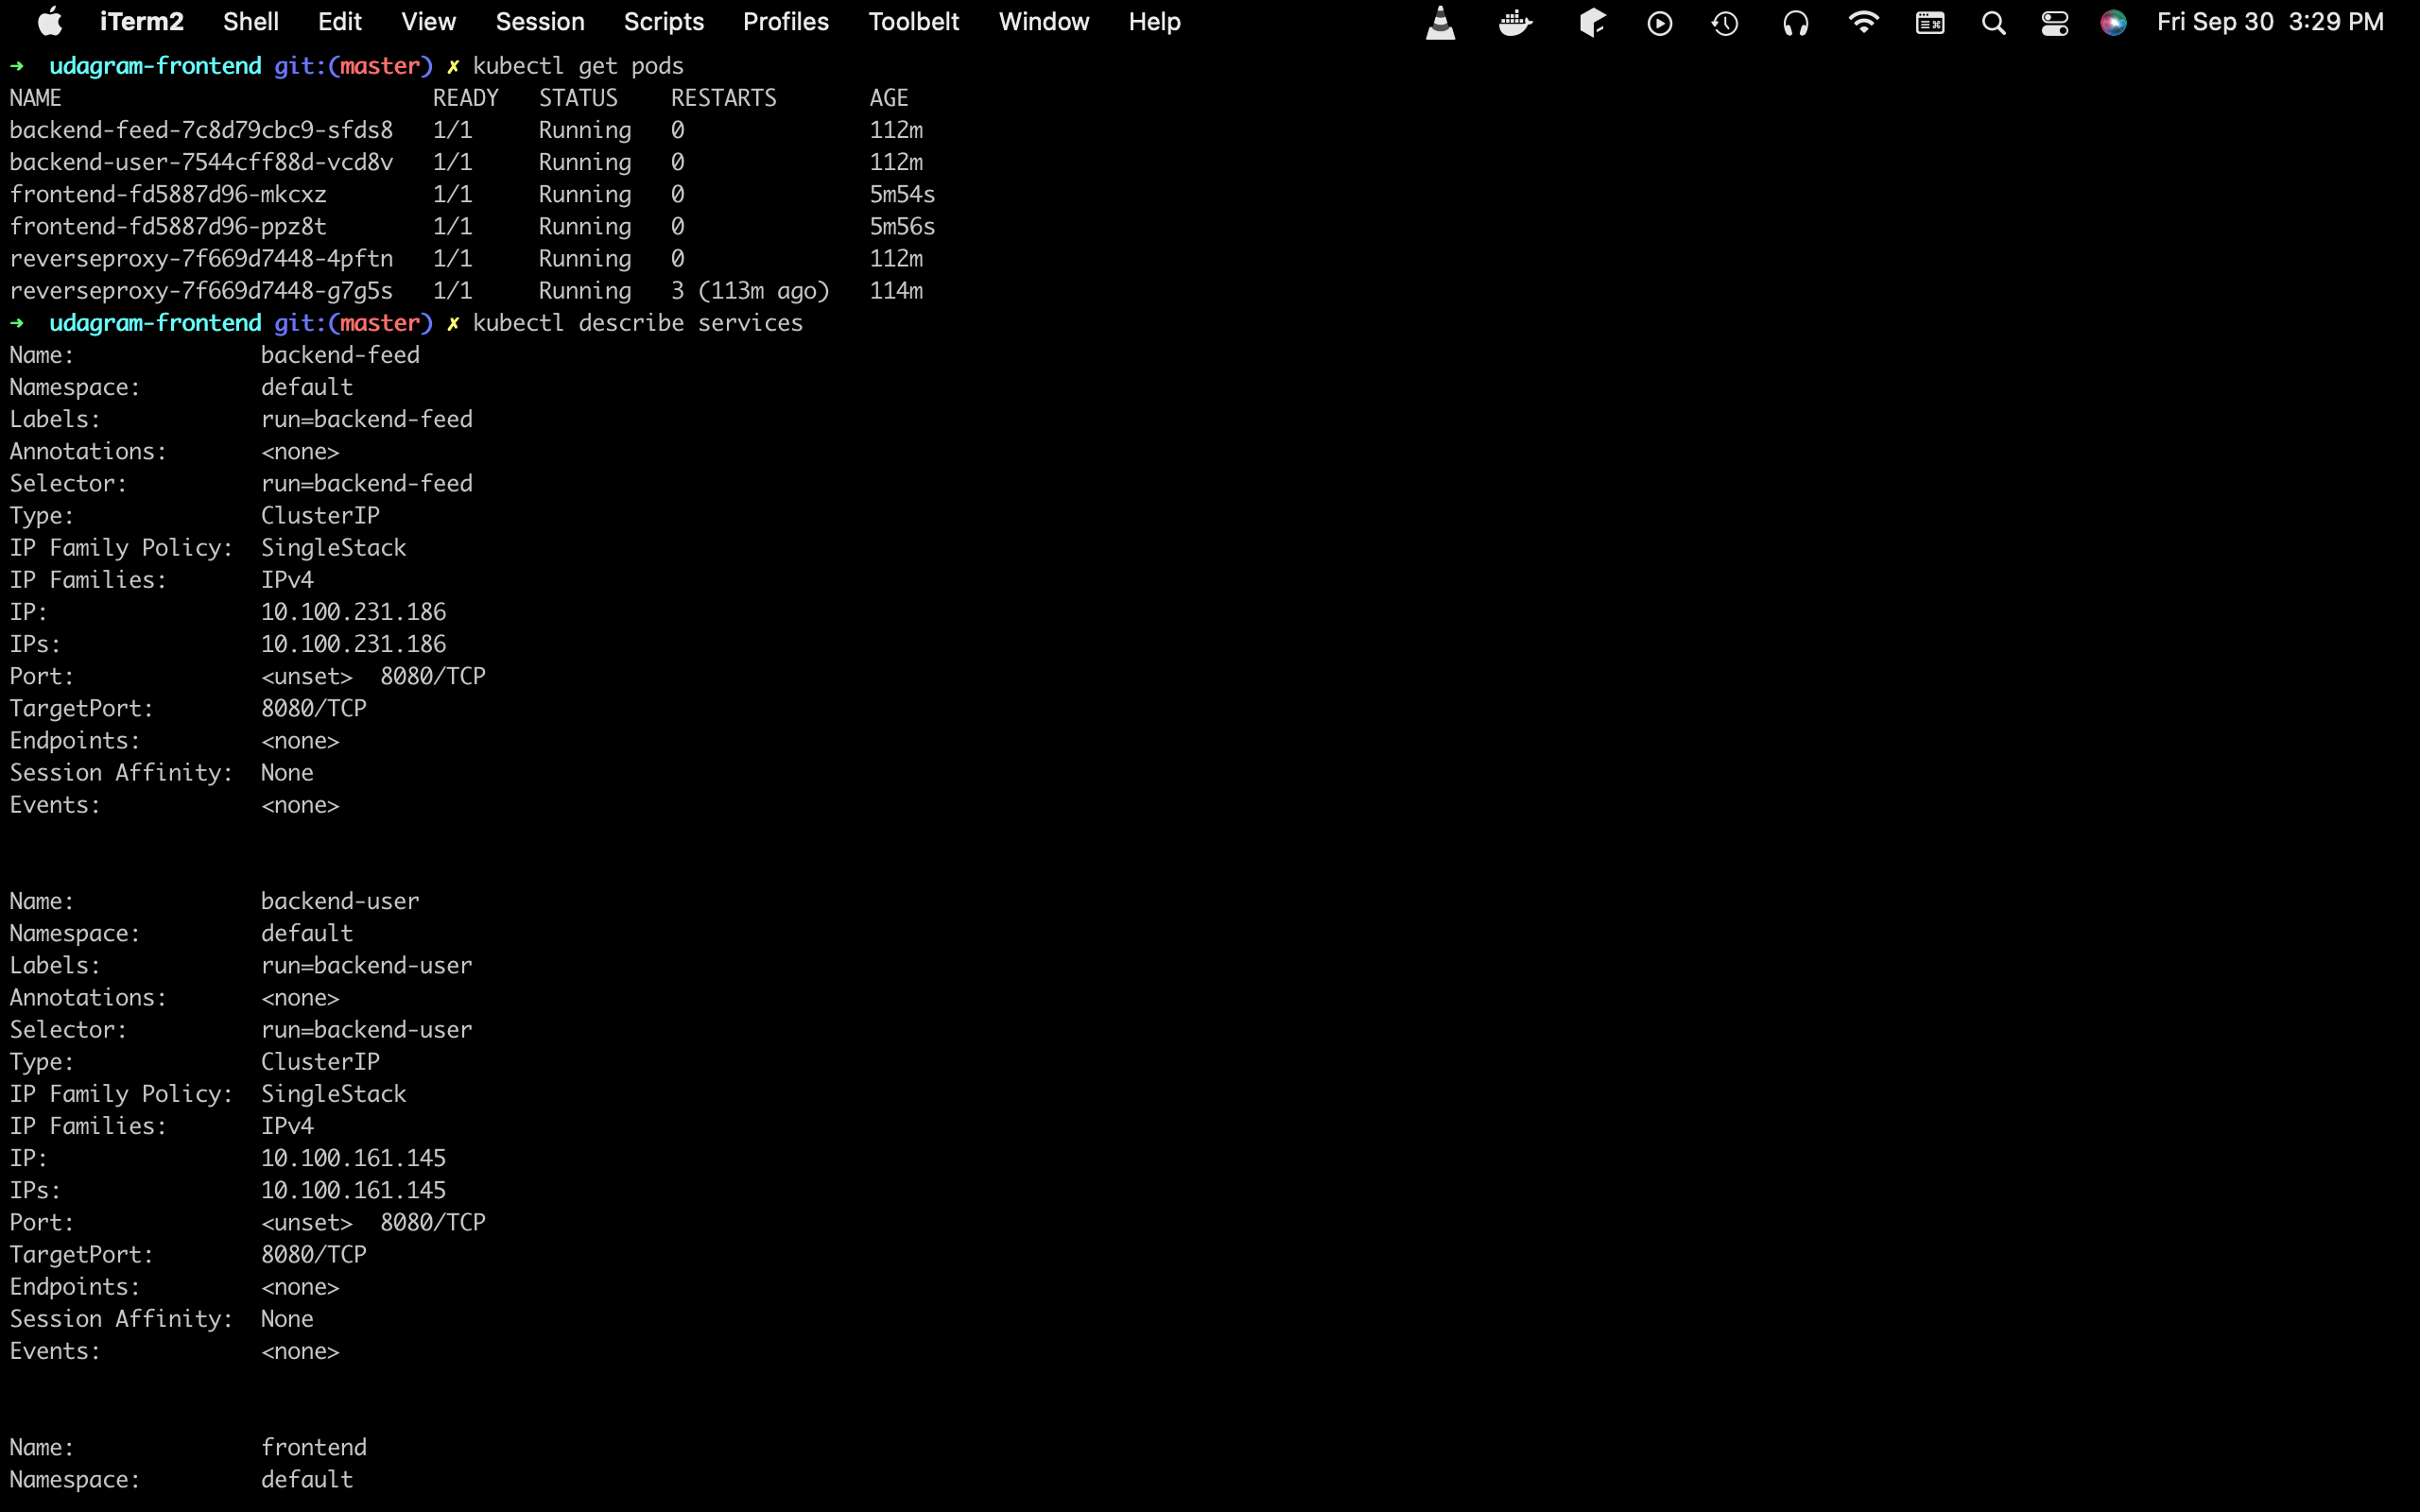 iTerm2 Shell Edit View Session Scripts Profiles Toolbelt Window Help Fri Sep 30 3:29 PM
➜ udagram-frontend git:(master) ✗ kubectl get pods
NAME READY STATUS RESTARTS AGE
backend-feed-7c8d79cbc9-sfds8 1/1 Running 0 112m
backend-user-7544cff88d-vcd8v 1/1 Running 0 112m
frontend-fd5887d96-mkcxz 1/1 Running 0 5m54s
frontend-fd5887d96-ppz8t 1/1 Running 0 5m56s
reverseproxy-7f669d7448-4pftn 1/1 Running 0 112m
reverseproxy-7f669d7448-g7g5s 1/1 Running 3 (113m ago) 114m
➜ udagram-frontend git:(master) ✗ kubectl describe services
Name: backend-feed
Namespace: default
Labels: run=backend-feed
Annotations: <none>
Selector: run=backend-feed
Type: ClusterIP
IP Family Policy: SingleStack
IP Families: IPv4
IP: 10.100.231.186
IPs: 10.100.231.186
Port: <unset> 8080/TCP
TargetPort: 8080/TCP
Endpoints: <none>
Session Affinity: None
Events: <none>
Name: backend-user
Namespace: default
Labels: run=backend-user
Annotations: <none>
Selector: run=backend-user
Type: ClusterIP
IP Family Policy: SingleStack
IP Families: IPv4
IP: 10.100.161.145
IPs: 10.100.161.145
Port: <unset> 8080/TCP
TargetPort: 8080/TCP
Endpoints: <none>
Session Affinity: None
Events: <none>
Name: frontend
Namespace: default